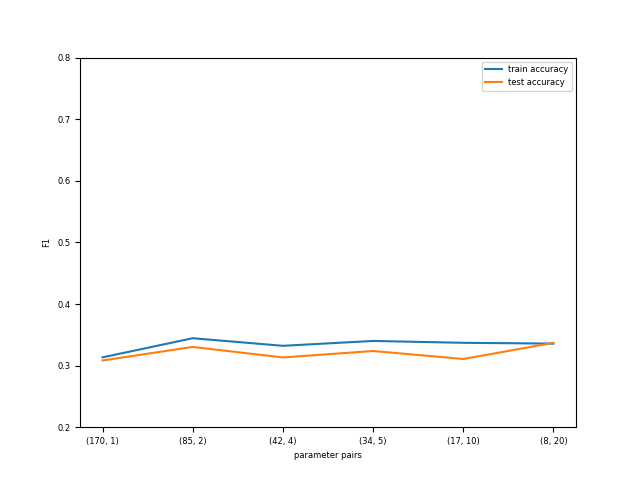 0.8
train accuracy
test accuracy
0.7
0.6
0.5
F1
0.4
0.3
0.2
(170, 1) (85, 2) (42, 4) (34, 5) (17, 10) (8, 20)
parameter pairs